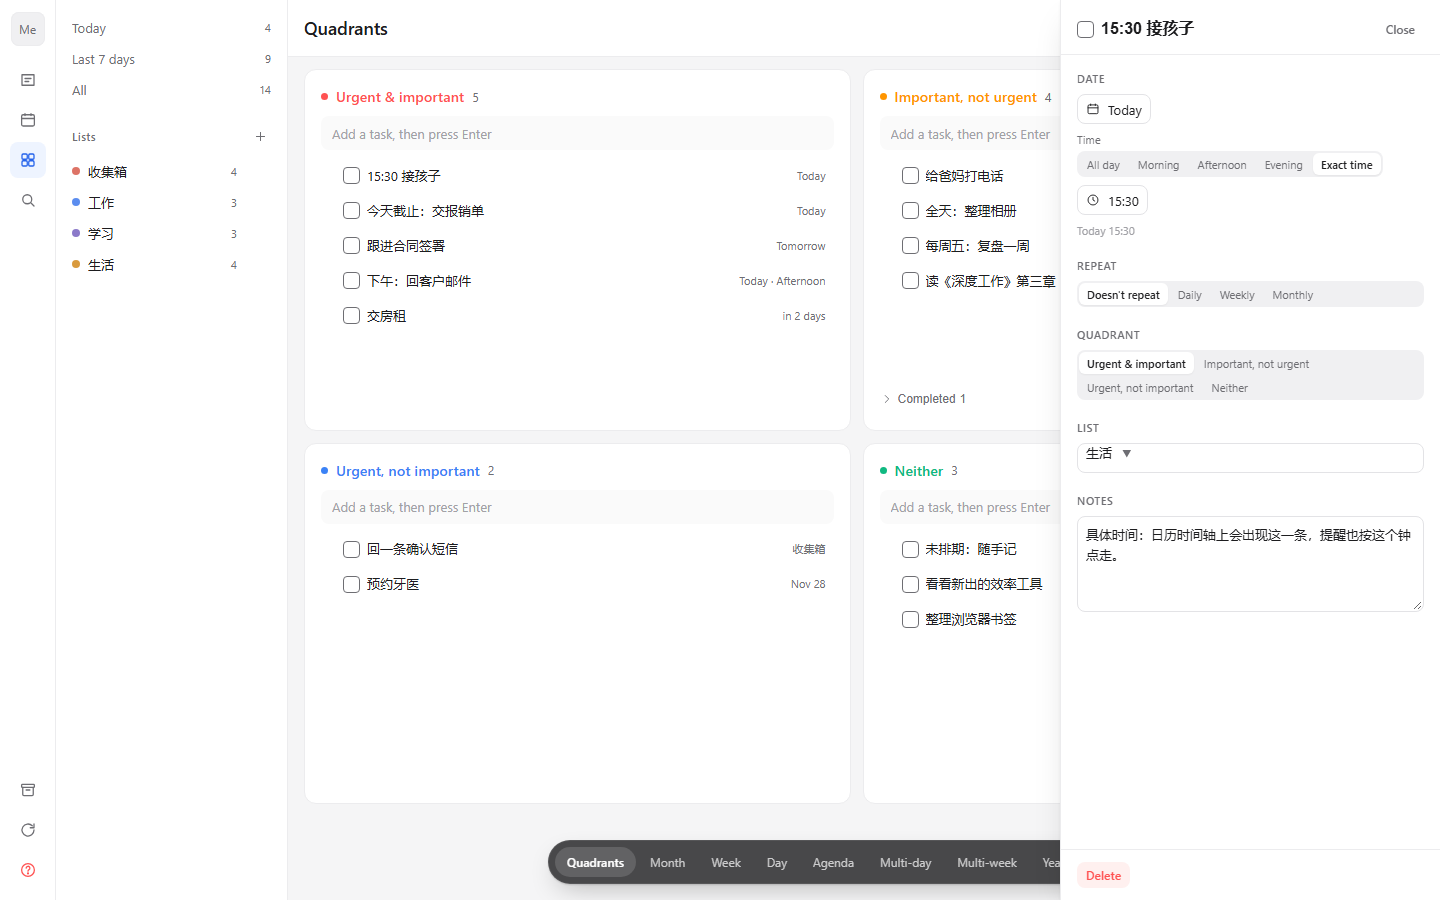 Me
Today 4
Last 7 days 9
All 14
Lists
收集箱 4
工作 3
学习 3
生活 4
Quadrants
Urgent & important 5
Add a task, then press Enter
15:30 接孩子 Today
今天截止：交报销单 Today
跟进合同签署 Tomorrow
下午：回客户邮件 Today · Afternoon
交房租 in 2 days
Important, not urgent 4
Add a task, then press Enter
给爸妈打电话
全天：整理相册
每周五：复盘一周
读《深度工作》第三章
Completed 1
Urgent, not important 2
Add a task, then press Enter
回一条确认短信 收集箱
预约牙医 Nov 28
Neither 3
Add a task, then press Enter
未排期：随手记
看看新出的效率工具
整理浏览器书签
Quadrants Month Week Day Agenda Multi-day Multi-week Yea
15:30 接孩子 Close
DATE
Today
Time
All day Morning Afternoon Evening Exact time
15:30
Today 15:30
REPEAT
Doesn't repeat Daily Weekly Monthly
QUADRANT
Urgent & important Important, not urgent
Urgent, not important Neither
LIST
生活
NOTES
具体时间：日历时间轴上会出现这一条，提醒也按这个钟
点走。
Delete